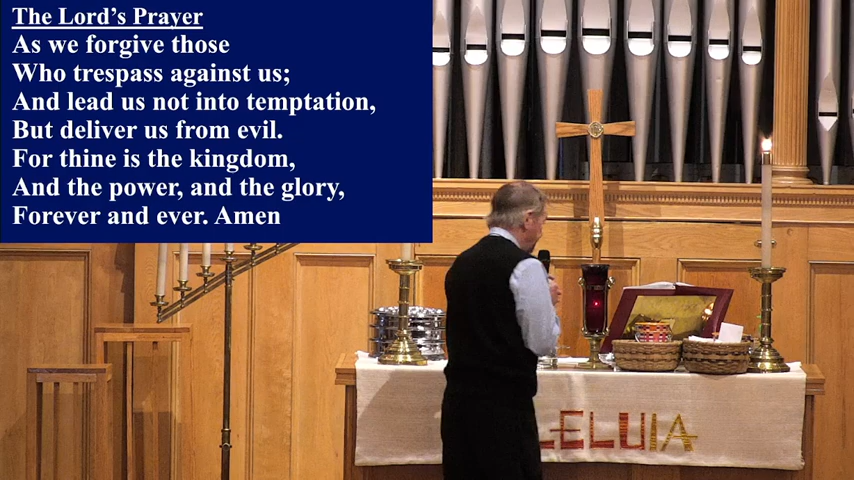 The Lord’s Prayer
As we forgive those
Who trespass against us;
And lead us not into temptation,
But deliver us from evil.
For thine is the kingdom,
And the power, and the glory,
Forever and ever. Amen
LELUIA